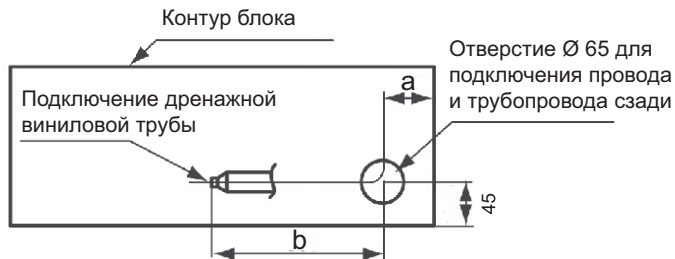 Контур блока
Отверстие Ø 65 для
подключения провода
и трубопровода сзади
Подключение дренажной
виниловой трубы
a
45
b